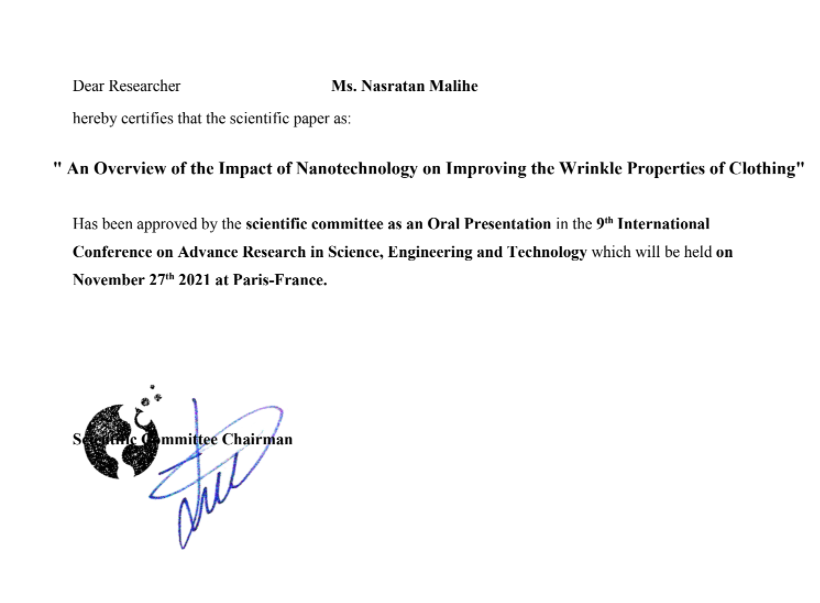 Dear Researcher Ms. Nasratan Malihe
hereby certifies that the scientific paper as:
" An Overview of the Impact of Nanotechnology on Improving the Wrinkle Properties of Clothing"
Has been approved by the scientific committee as an Oral Presentation in the 9th International
Conference on Advance Research in Science, Engineering and Technology which will be held on
November 27th 2021 at Paris-France.
Scientific Committee Chairman